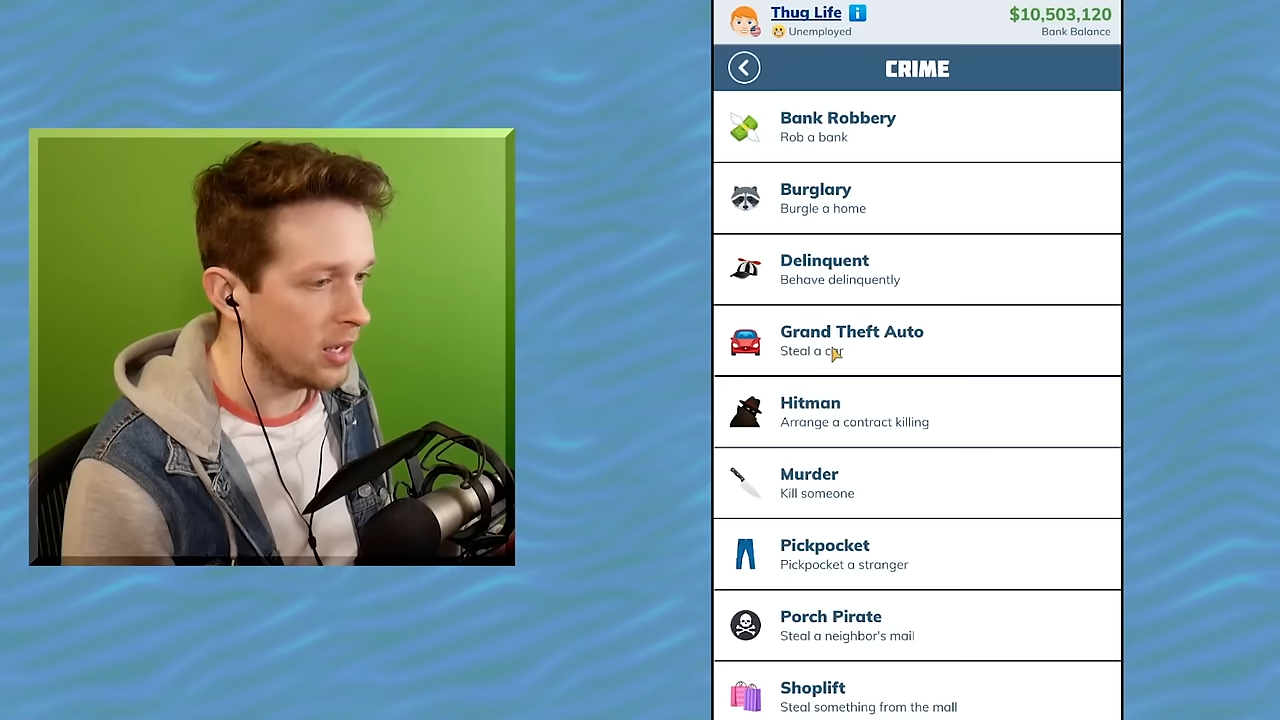 Thug Life
Unemployed
$10,503,120
Bank Balance
CRIME
Bank Robbery
Rob a bank
Burglary
Burgle a home
Delinquent
Behave delinquently
Grand Theft Auto
Steal a car
Hitman
Arrange a contract killing
Murder
Kill someone
Pickpocket
Pickpocket a stranger
Porch Pirate
Steal a neighbor's mail
Shoplift
Steal something from the mall